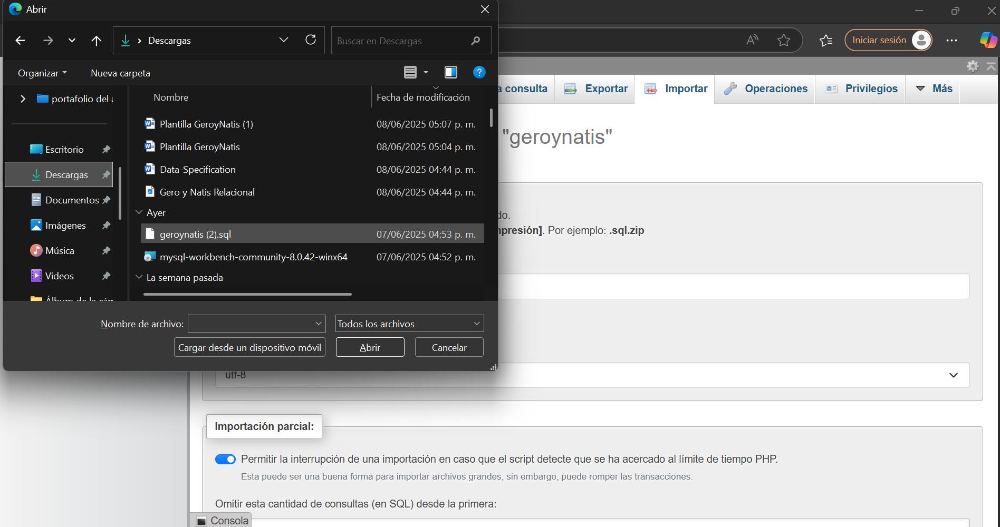 Abrir
Descargas
Buscar en Descargas
Iniciar sesión
Organizar
Nueva carpeta
a consulta
Exportar
Importar
Operaciones
Privilegios
Más
portafolio del
Nombre
Fecha de modificación
Plantilla GeroyNatis (1)
08/06/2025 05:07 p. m.
"geroynatis"
Escritorio
Plantilla GeroyNatis
08/06/2025 05:04 p. m.
Descargas
Data-Specification
08/06/2025 04:44 p. m.
Documentos
Gero y Natis Relacional
08/06/2025 04:44 p. m.
Ayer
do.
Imágenes
geroynatis (2).sql
07/06/2025 04:53 p. m.
mpresión]. Por ejemplo: .sql.zip
Música
mysql-workbench-community-8.0.42-winx64
07/06/2025 04:52 p. m.
Videos
La semana pasada
Álbum de la cám
Nombre de archivo:
Todos los archivos
Cargar desde un dispositivo móvil
Abrir
Cancelar
utf-8
Importación parcial:
Permitir la interrupción de una importación en caso que el script detecte que se ha acercado al límite de tiempo PHP.
Esta puede ser una buena forma para importar archivos grandes, sin embargo, puede romper las transacciones.
Omitir esta cantidad de consultas (en SQL) desde la primera:
Consola